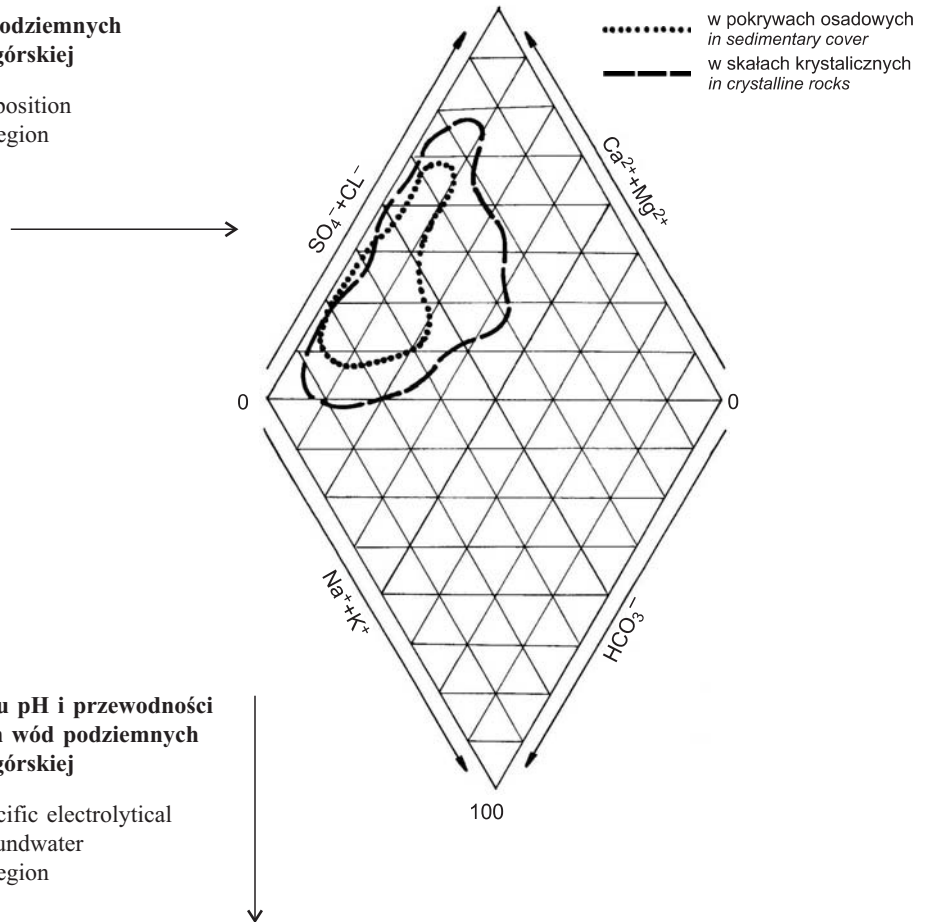 odziemnych
górskiej
position
egion
w pokrywach osadowych
in sedimentary cover
w skałach krystalicznych
in crystalline rocks
SO₄⁻+CL⁻
Ca²⁺+Mg²⁺
0
0
Na⁺+K⁺
HCO₃⁻
100
u pH i przewodności
wód podziemnych
górskiej
cific electrolytical
undwater
egion